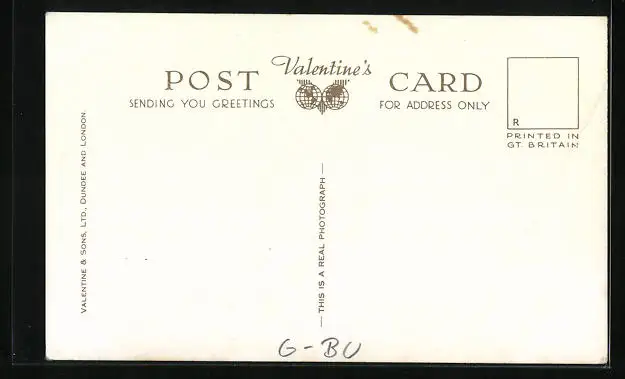 Valentine's
POST CARD
SENDING YOU GREETINGS
FOR ADDRESS ONLY
R
PRINTED IN
GT. BRITAIN
VALENTINE & SONS, LTD., DUNDEE AND LONDON.
— THIS IS A REAL PHOTOGRAPH —
G-BU